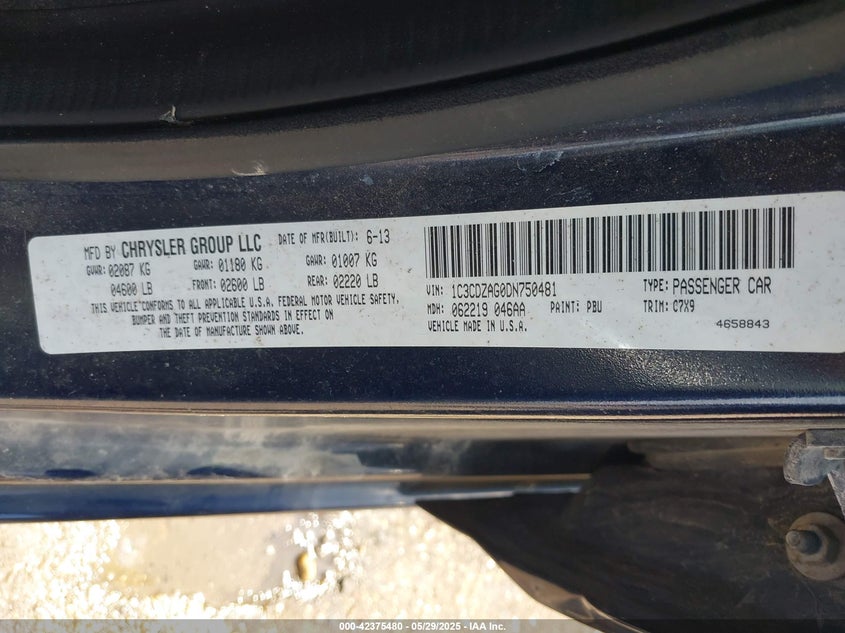 MFD BY CHRYSLER GROUP LLC DATE OF MFR(BUILT): 6-13
GVWR: 02087 KG GAWR: 01180 KG GAWR: 01007 KG
04600 LB FRONT: 02600 LB REAR: 02220 LB
THIS VEHICLE CONFORMS TO ALL APPLICABLE U.S.A. FEDERAL MOTOR VEHICLE SAFETY,
BUMPER AND THEFT PREVENTION STANDARDS IN EFFECT ON
THE DATE OF MANUFACTURE SHOWN ABOVE.
VIN: 1C3CDZAG0DN750481 TYPE: PASSENGER CAR
MDH: 062219 046AA PAINT: PBU TRIM: C7X9
VEHICLE MADE IN U.S.A. 4658843
000-42375480 - 05/29/2025 - IAA Inc.